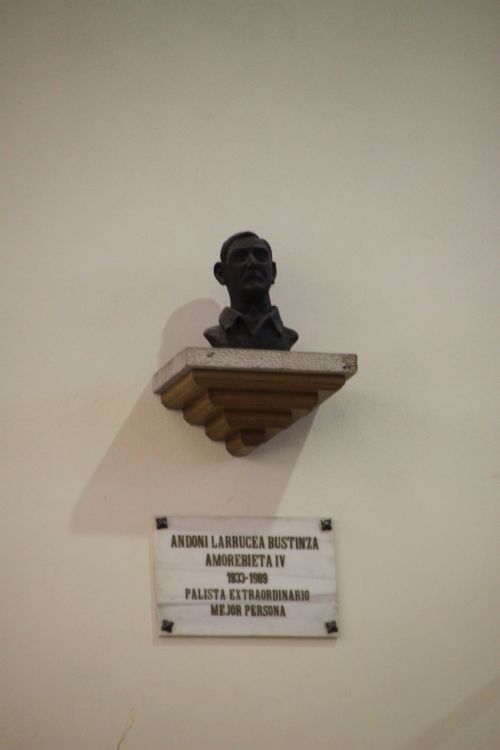 ANDONI LARRUCEA BUSTINZA
AMOREBIETA IV
1933-1989
PALISTA EXTRAORDINARIO
MEJOR PERSONA